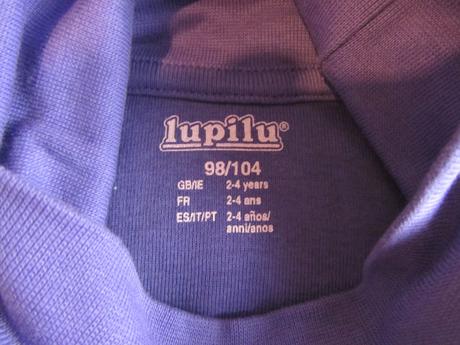 lupilu®
98/104
GB/IE 2-4 years
FR 2-4 ans
ES/IT/PT 2-4 años/
anni/anos